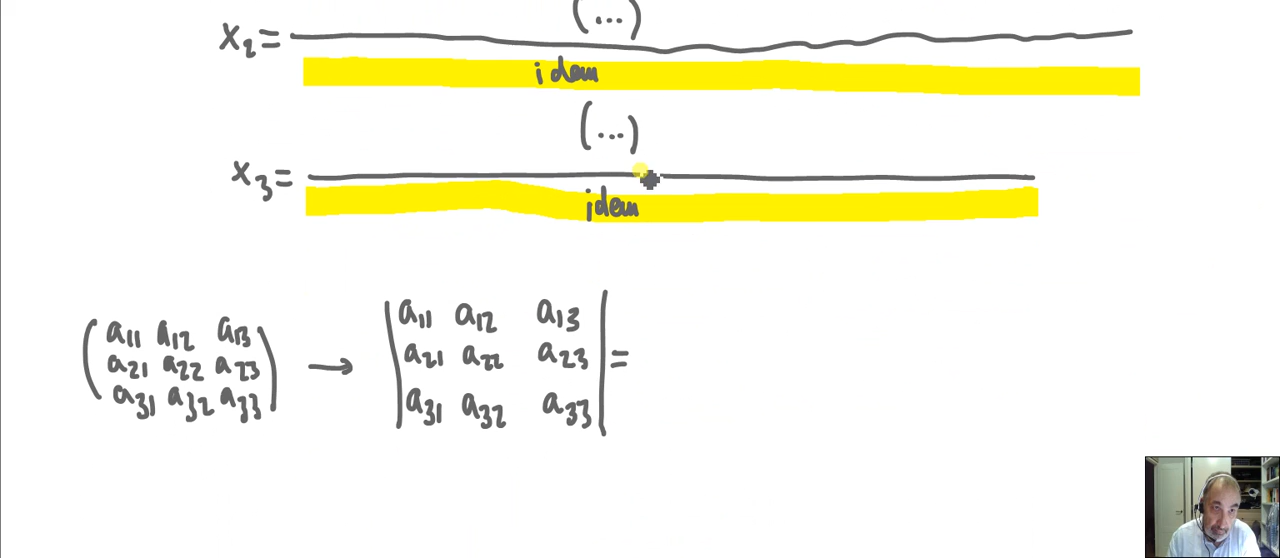 (...)
x₂=
idem
(...)
x₃=
idem
a₁₁ a₁₂ a₁₃
a₂₁ a₂₂ a₂₃
a₃₁ a₃₂ a₃₃
→
a₁₁ a₁₂ a₁₃
a₂₁ a₂₂ a₂₃ =
a₃₁ a₃₂ a₃₃